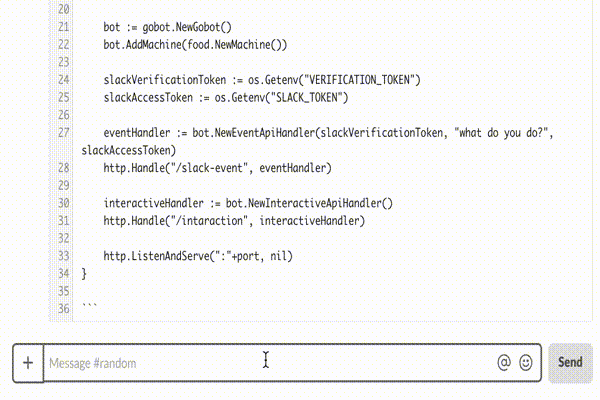 20
21 bot := gobot.NewGobot()
22 bot.AddMachine(food.NewMachine())
23
24 slackVerificationToken := os.Getenv("VERIFICATION_TOKEN")
25 slackAccessToken := os.Getenv("SLACK_TOKEN")
26
27 eventHandler := bot.NewEventApiHandler(slackVerificationToken, "what do you do?",
slackAccessToken)
28 http.Handle("/slack-event", eventHandler)
29
30 interactiveHandler := bot.NewInteractiveApiHandler()
31 http.Handle("/intaraction", interactiveHandler)
32
33 http.ListenAndServe(":"+port, nil)
34 }
35
36 ```
+ Message #random @ Send